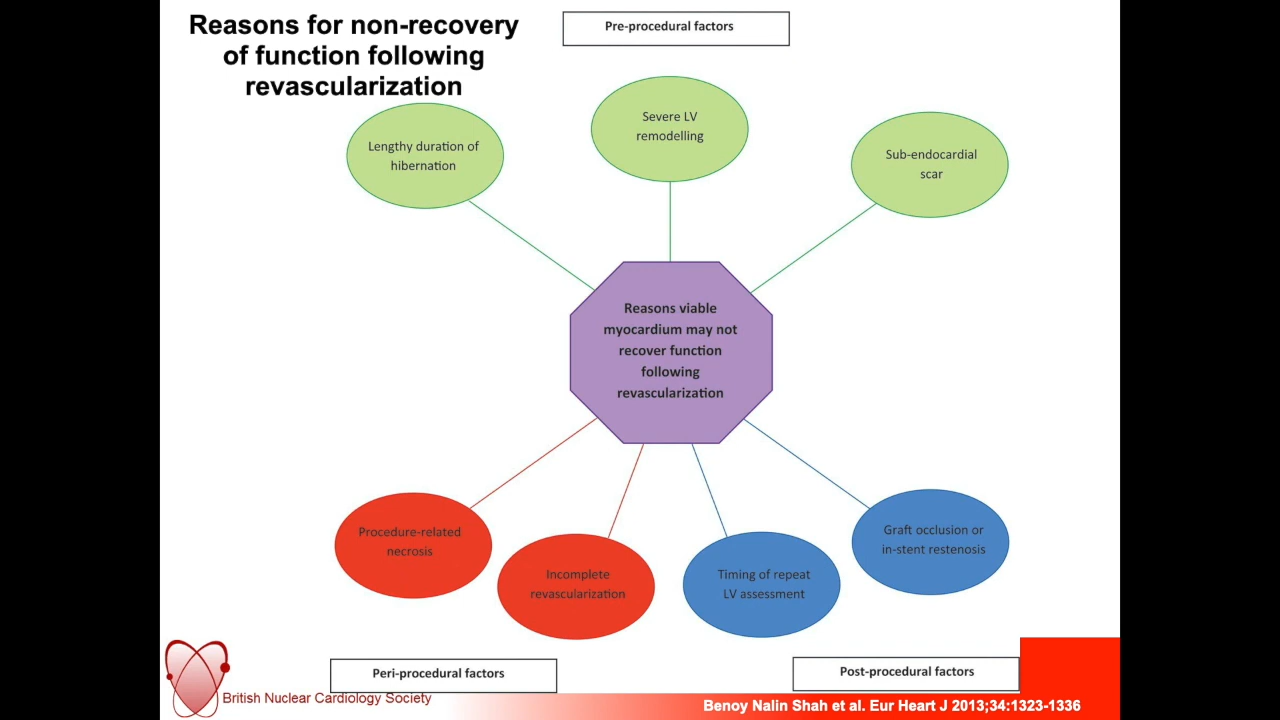 Reasons for non-recovery
of function following
revascularization
Pre-procedural factors
Lengthy duration of
hibernation
Severe LV
remodelling
Sub-endocardial
scar
Reasons viable
myocardium may not
recover function
following
revascularization
Procedure-related
necrosis
Incomplete
revascularization
Timing of repeat
LV assessment
Graft occlusion or
in-stent restenosis
Peri-procedural factors
Post-procedural factors
British Nuclear Cardiology Society
Benoy Nalin Shah et al. Eur Heart J 2013;34:1323-1336